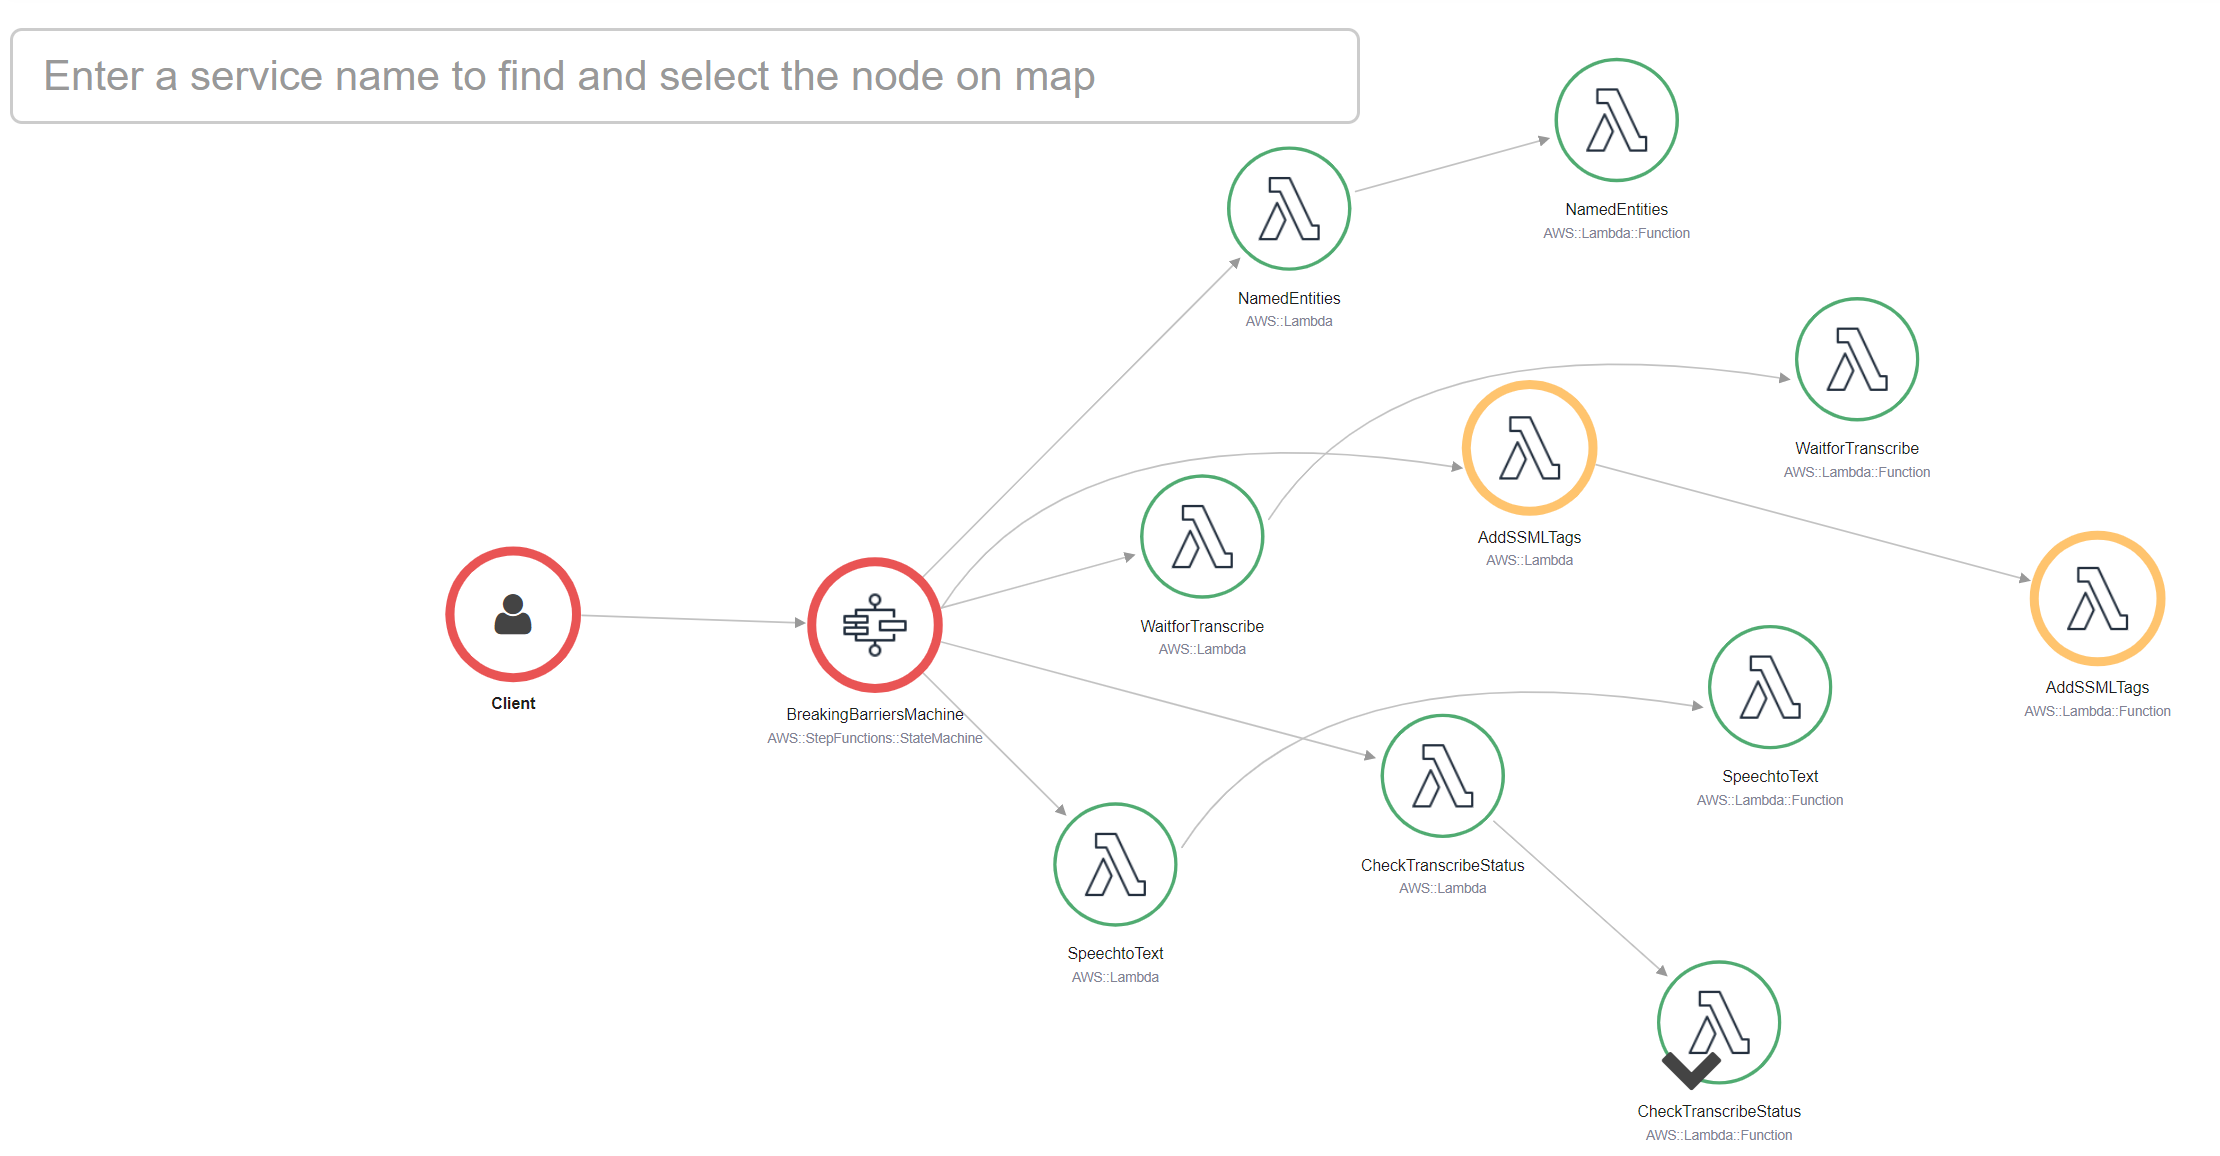 Enter a service name to find and select the node on map
NamedEntities
AWS::Lambda::Function
NamedEntities
AWS::Lambda
WaitforTranscribe
AWS::Lambda::Function
AddSSMLTags
AWS::Lambda
WaitforTranscribe
AWS::Lambda
AddSSMLTags
AWS::Lambda::Function
Client
BreakingBarriersMachine
AWS::StepFunctions::StateMachine
SpeechtoText
AWS::Lambda::Function
CheckTranscribeStatus
AWS::Lambda
SpeechtoText
AWS::Lambda
CheckTranscribeStatus
AWS::Lambda::Function